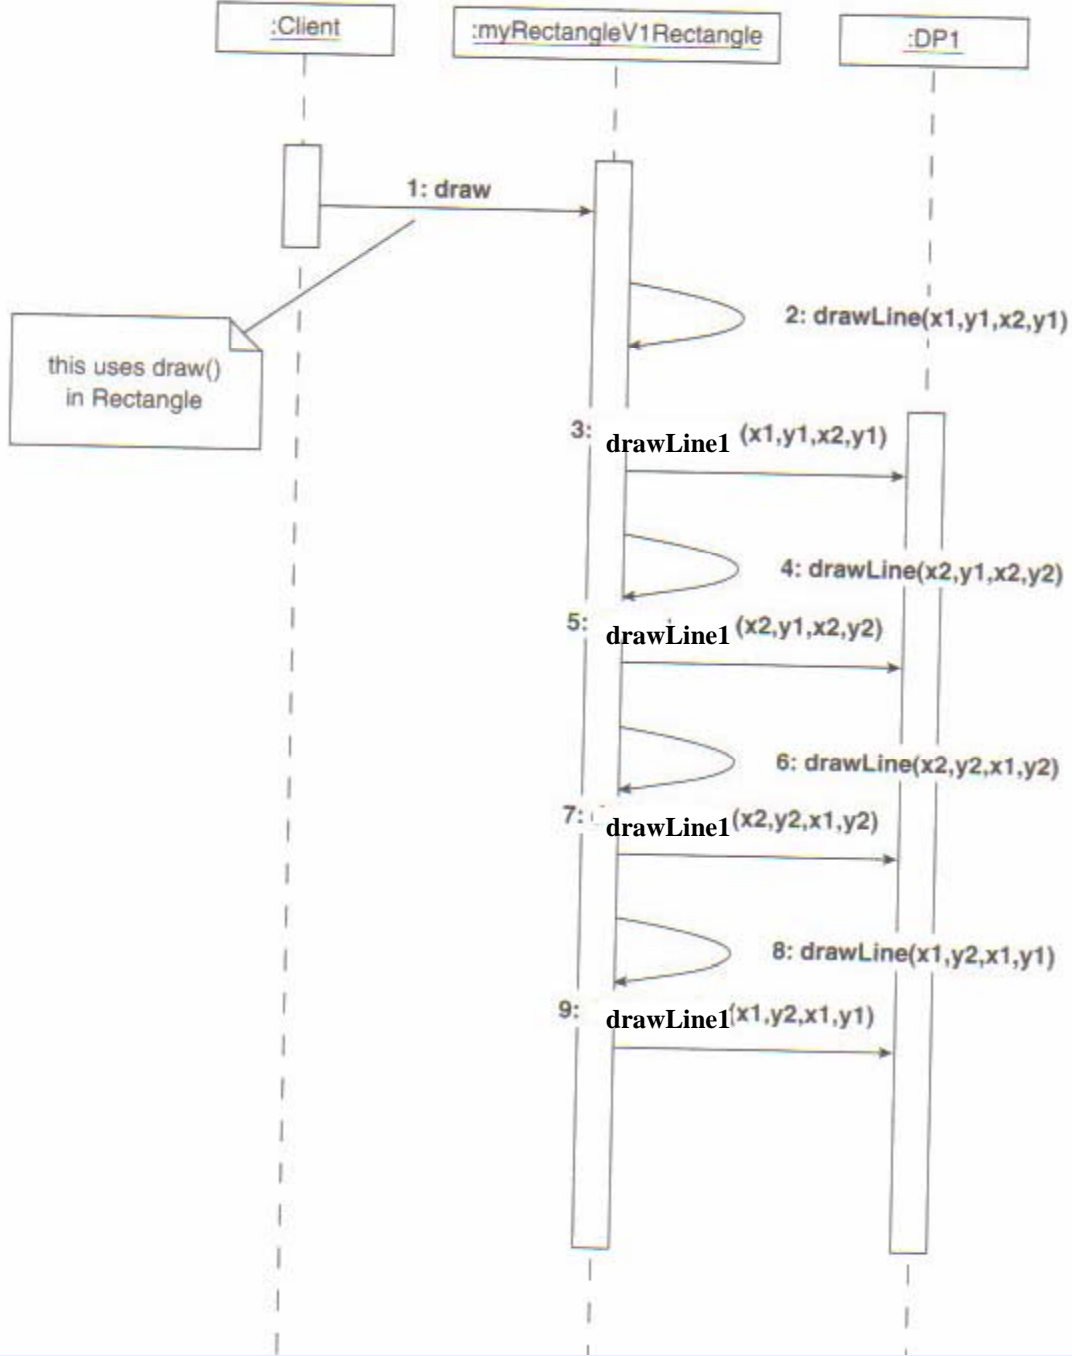 :Client
:myRectangleV1Rectangle
:DP1
1: draw
this uses draw()
in Rectangle
2: drawLine(x1,y1,x2,y1)
3: drawLine1 (x1,y1,x2,y1)
4: drawLine(x2,y1,x2,y2)
5: drawLine1 (x2,y1,x2,y2)
6: drawLine(x2,y2,x1,y2)
7: drawLine1 (x2,y2,x1,y2)
8: drawLine(x1,y2,x1,y1)
9: drawLine1(x1,y2,x1,y1)